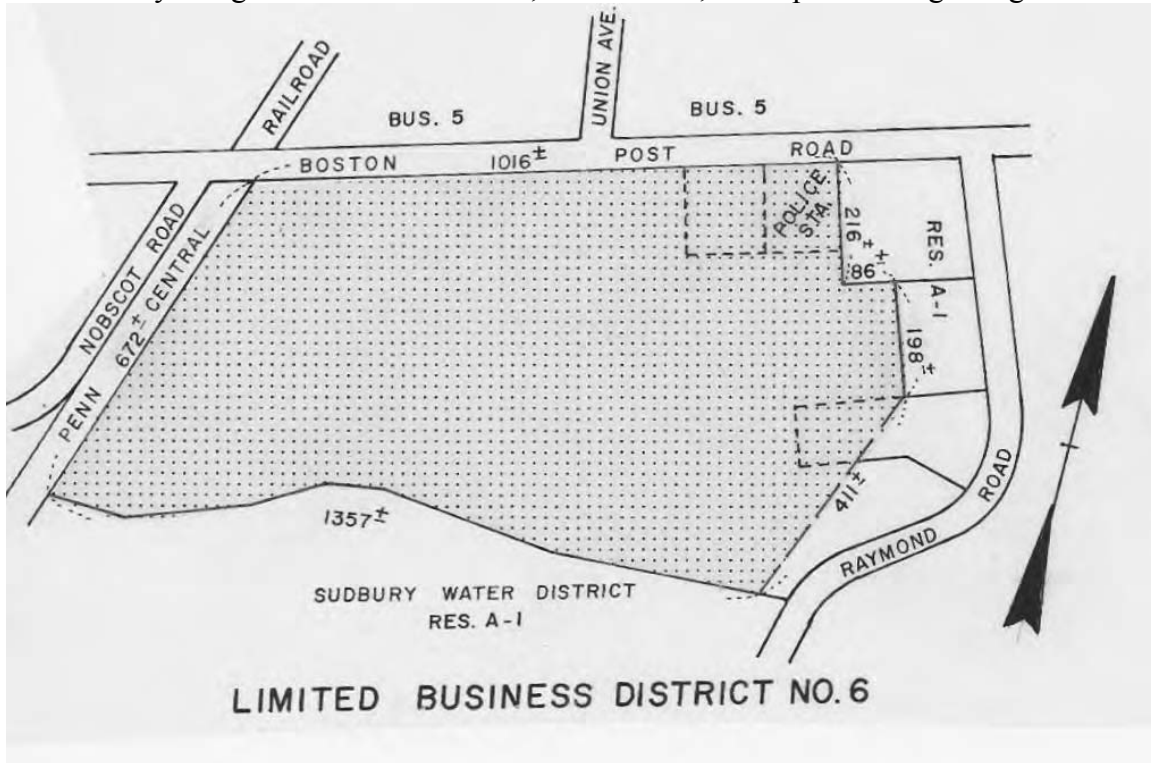 RAILROAD
UNION AVE.
BUS. 5
BUS. 5
BOSTON 1016± POST ROAD
POLICE
STA.
216±
86±
RES. A-1
198±
NOBSCOT ROAD
PENN 672± CENTRAL
411±
1357±
RAYMOND ROAD
SUDBURY WATER DISTRICT
RES. A-1
LIMITED BUSINESS DISTRICT NO. 6